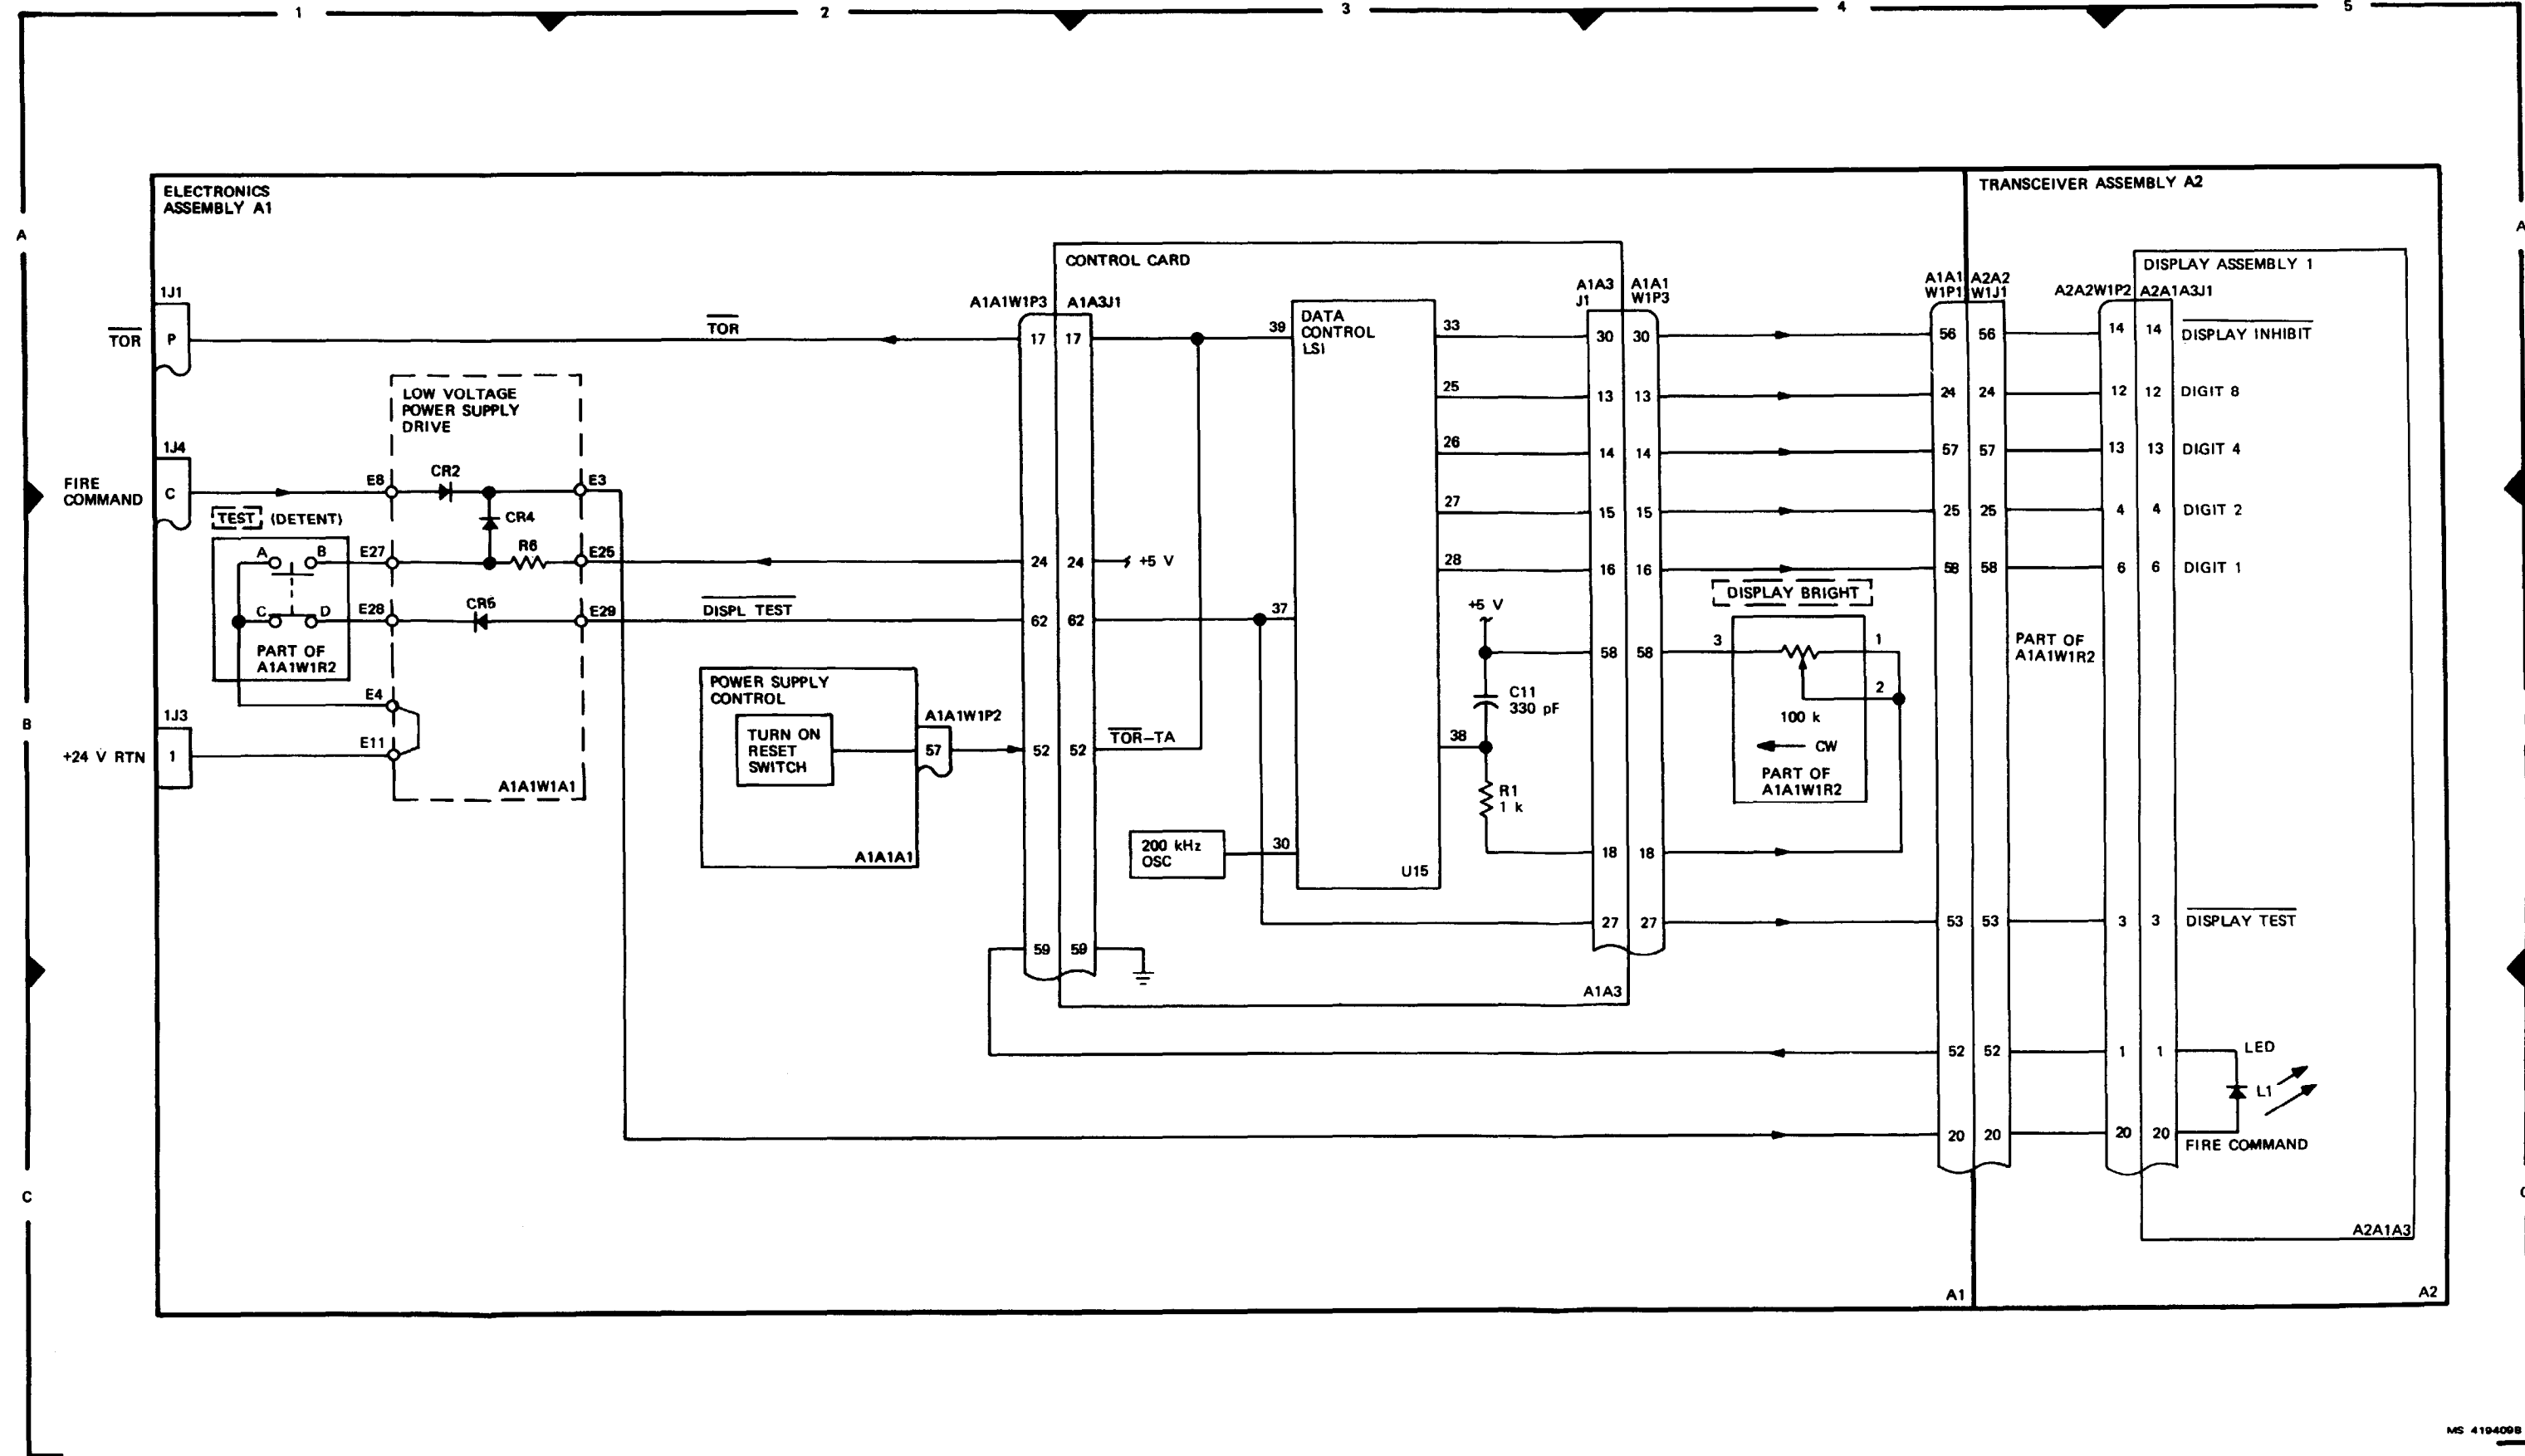 1 2 3 4 5
A
A
ELECTRONICS
ASSEMBLY A1
TRANSCEIVER ASSEMBLY A2
CONTROL CARD
DISPLAY ASSEMBLY 1
1J1
TOR
P
TOR
A1A1W1P3
A1A3J1
17
17
39
DATA
CONTROL
LSI
33
A1A3
J1
A1A1
W1P3
30
30
A1A1
W1P1
A2A2
W1J1
56
56
A2A2W1P2
A2A1A3J1
14
14
DISPLAY INHIBIT
25
13
13
24
24
12
12
DIGIT 8
26
14
14
57
57
13
13
DIGIT 4
27
15
15
25
25
4
4
DIGIT 2
28
16
16
58
58
6
6
DIGIT 1
LOW VOLTAGE
POWER SUPPLY
DRIVE
1J4
FIRE
COMMAND
C
E8
CR2
E3
CR4
TEST (DETENT)
A
B
E27
R6
E25
24
24
+5 V
C
D
E28
CR5
E29
DISPL TEST
62
62
37
PART OF
A1A1W1R2
E4
1J3
+24 V RTN
1
E11
A1A1W1A1
POWER SUPPLY
CONTROL
TURN ON
RESET
SWITCH
A1A1W1P2
57
52
52
TOR-TA
A1A1A1
+5 V
58
58
C11
330 pF
38
R1
1 k
18
18
200 kHz
OSC
30
U15
DISPLAY BRIGHT
3
1
2
100 k
CW
PART OF
A1A1W1R2
PART OF
A1A1W1R2
27
27
53
53
3
3
DISPLAY TEST
59
59
A1A3
52
52
1
1
LED
L1
20
20
20
20
FIRE COMMAND
A2A1A3
A1
A2
B
C
MS 419409B